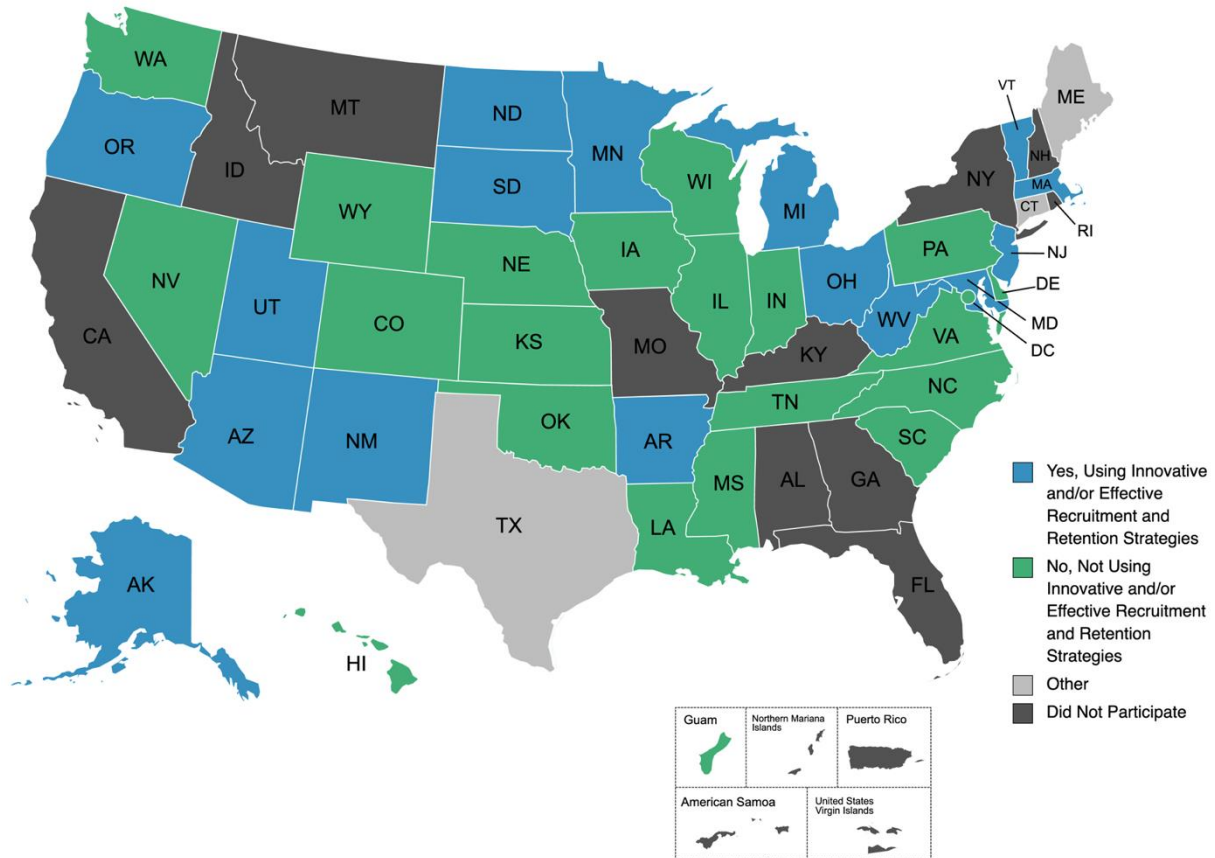 WA
MT
ND
MN
VT
ME
OR
ID
SD
WI
MI
NY
NH
MA
CT
RI
WY
IA
PA
NJ
NE
NV
UT
CO
IL
IN
OH
DE
WV
MD
DC
CA
KS
MO
KY
VA
NC
TN
AZ
NM
OK
AR
SC
MS
AL
GA
TX
LA
FL
AK
HI
Yes, Using Innovative
and/or Effective
Recruitment and
Retention Strategies
No, Not Using
Innovative and/or
Effective Recruitment
and Retention
Strategies
Other
Did Not Participate
Guam
Northern Mariana
Islands
Puerto Rico
American Samoa
United States
Virgin Islands